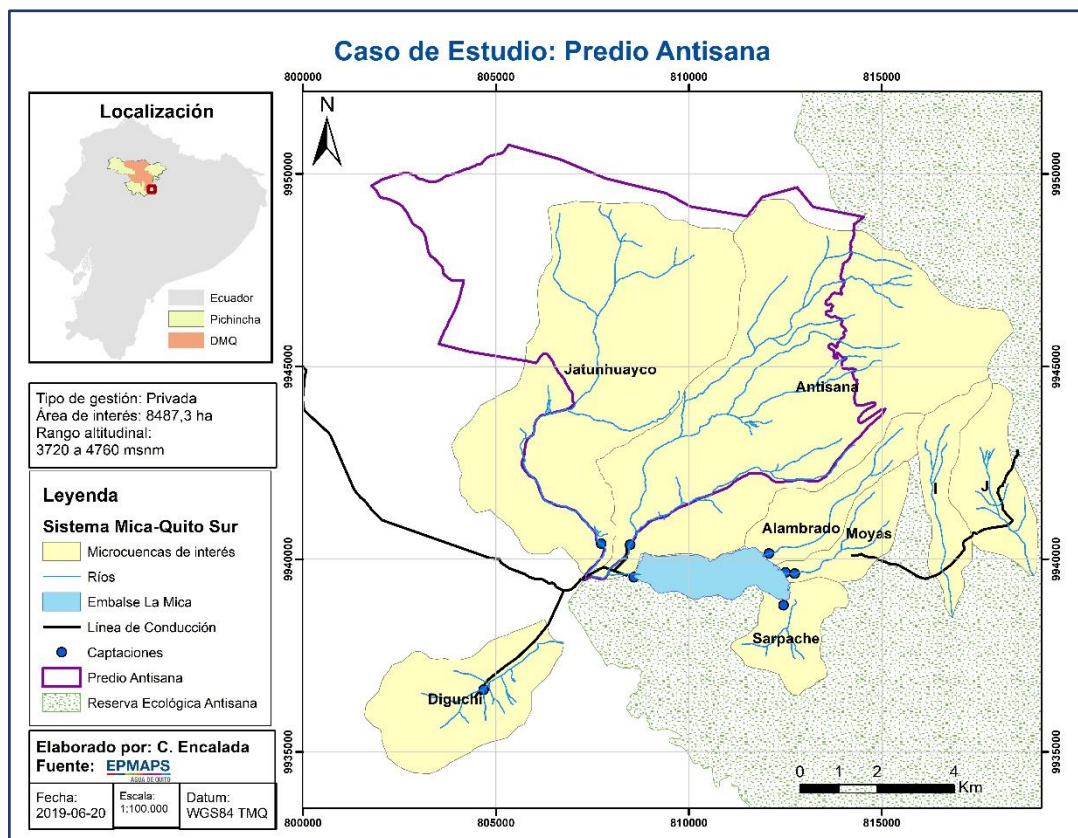 Caso de Estudio: Predio Antisana
Localización
Ecuador
Pichincha
DMQ
Tipo de gestión: Privada
Área de interés: 8487,3 ha
Rango altitudinal:
3720 a 4760 msnm
Leyenda
Sistema Mica-Quito Sur
Microcuencas de interés
Ríos
Embalse La Mica
Línea de Conducción
Captaciones
Predio Antisana
Reserva Ecológica Antisana
Elaborado por: C. Encalada
Fuente: EPMAPS
AGUA DE QUITO
Fecha:
2019-06-20
Escala:
1:100.000
Datum:
WGS84 TMQ
800000 805000 810000 815000
N
9950000 9950000
9945000 9945000
9940000 9940000
9935000 9935000
Jatunhuayco
Antisana
I
J
Alambrado
Moyas
Sarpache
Diguchi
0 1 2 4
Km
800000 805000 810000 815000